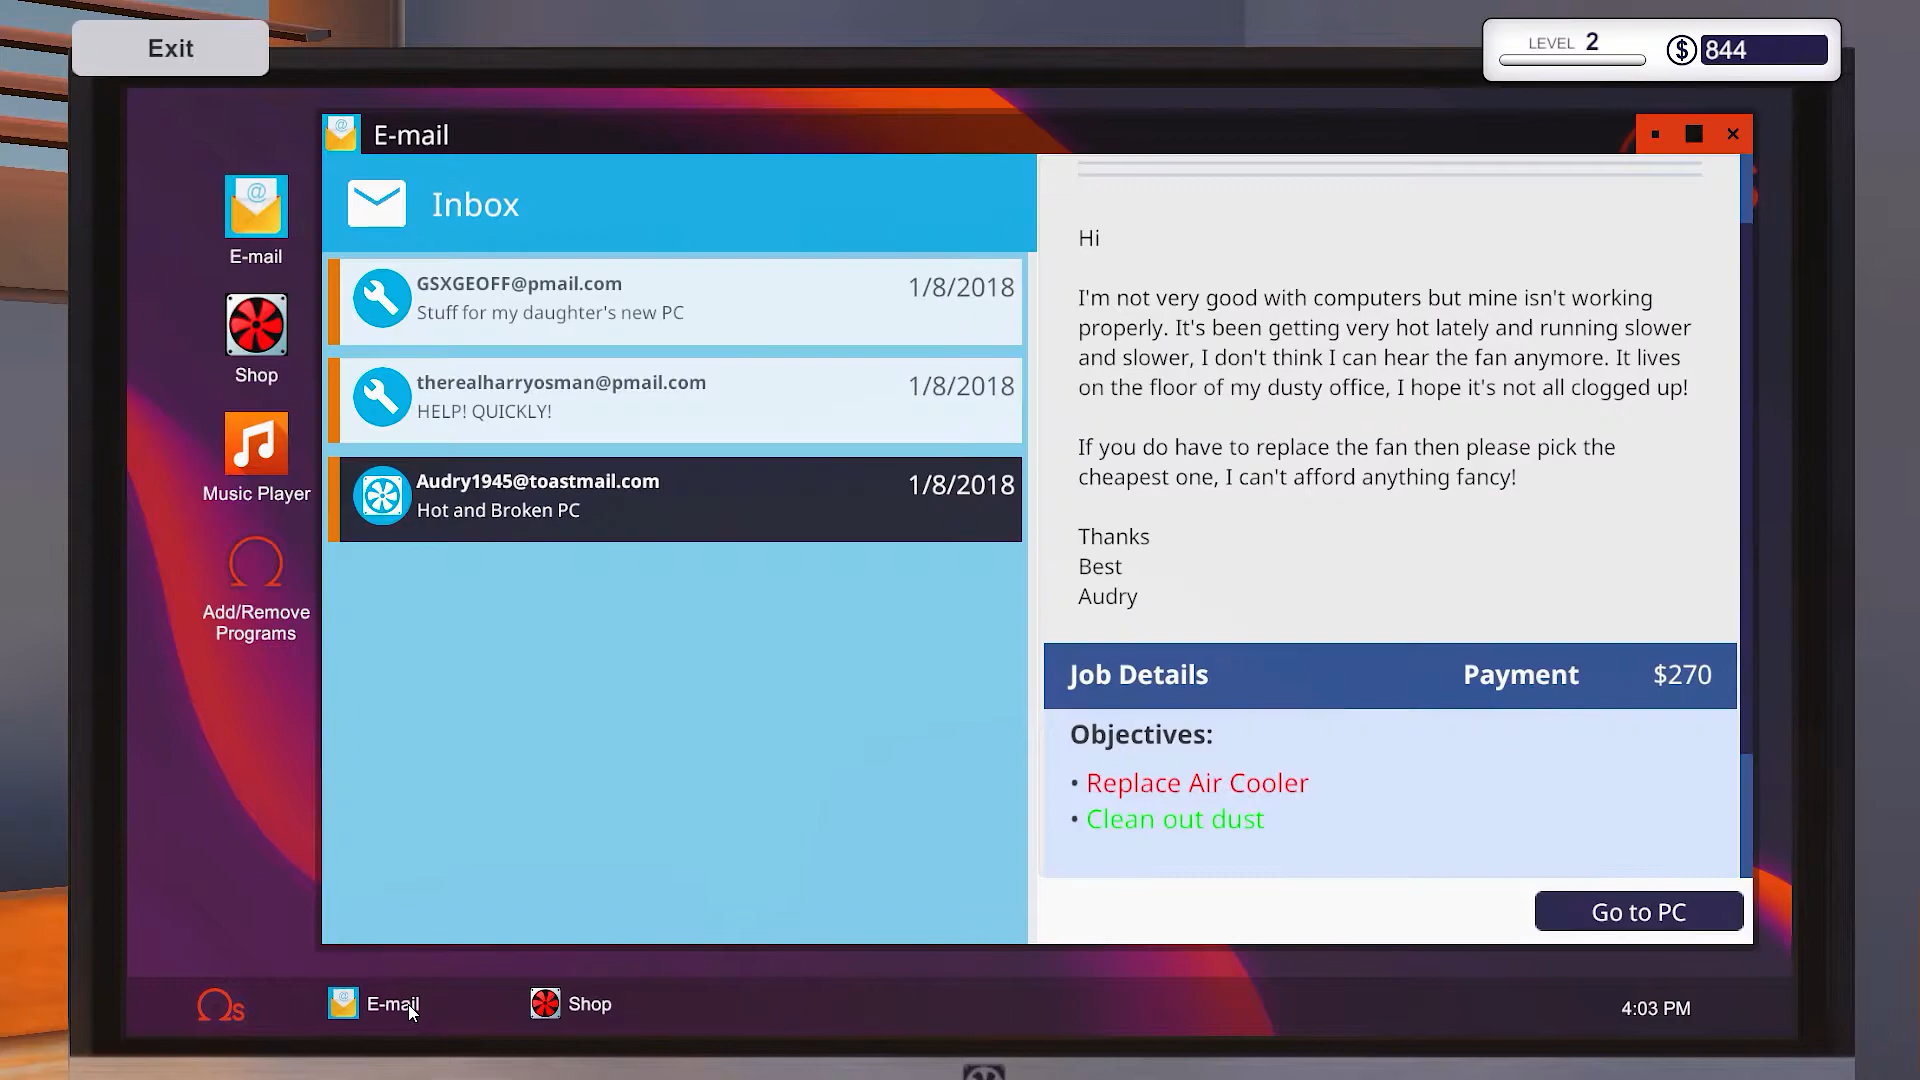 Exit
LEVEL 2
$ 844
E-mail
Inbox
E-mail
Shop
Music Player
Add/Remove
Programs
GSXGEOFF@pmail.com
1/8/2018
Stuff for my daughter's new PC
therealharryosman@pmail.com
1/8/2018
HELP! QUICKLY!
Audry1945@toastmail.com
1/8/2018
Hot and Broken PC
Hi
I'm not very good with computers but mine isn't working
properly. It's been getting very hot lately and running slower
and slower, I don't think I can hear the fan anymore. It lives
on the floor of my dusty office, I hope it's not all clogged up!
If you do have to replace the fan then please pick the
cheapest one, I can't afford anything fancy!
Thanks
Best
Audry
Job Details Payment $270
Objectives:
• Replace Air Cooler
• Clean out dust
Go to PC
Ωs
E-mail
Shop
4:03 PM